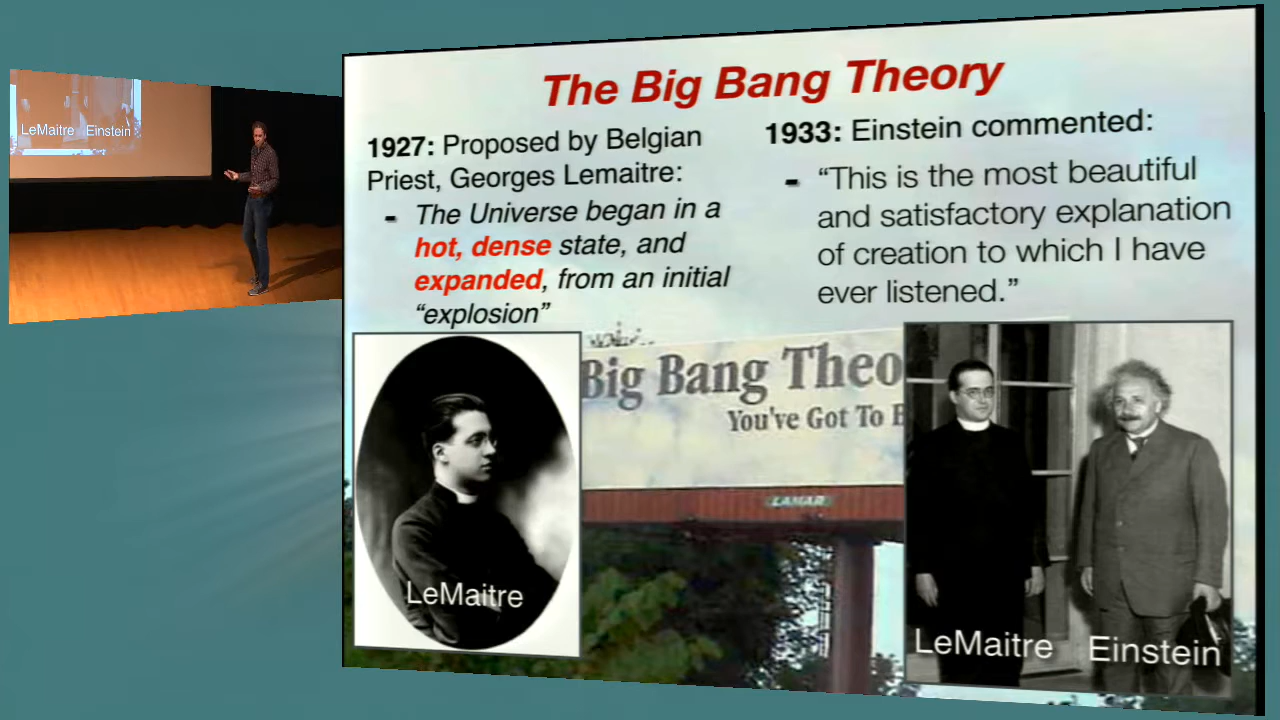 The Big Bang Theory
1927: Proposed by Belgian
Priest, Georges Lemaitre:
- The Universe began in a
hot, dense state, and
expanded, from an initial
“explosion”
1933: Einstein commented:
- “This is the most beautiful
and satisfactory explanation
of creation to which I have
ever listened.”
Big Bang Theo
You've Got To
LAMAR
LeMaitre
LeMaitre Einstein
LeMaitre Einstein